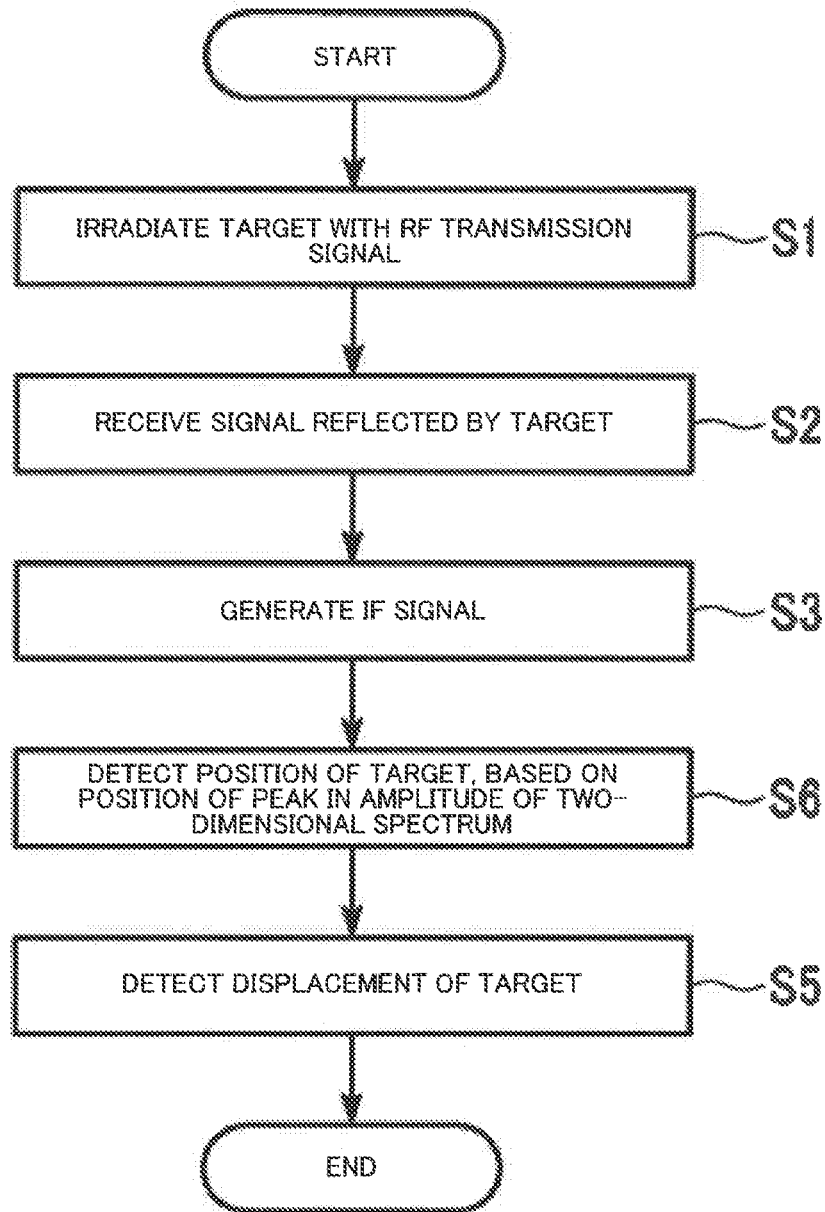 START
IRRADIATE TARGET WITH RF TRANSMISSION
SIGNAL
S1
RECEIVE SIGNAL REFLECTED BY TARGET
S2
GENERATE IF SIGNAL
S3
DETECT POSITION OF TARGET, BASED ON
POSITION OF PEAK IN AMPLITUDE OF TWO-
DIMENSIONAL SPECTRUM
S6
DETECT DISPLACEMENT OF TARGET
S5
END